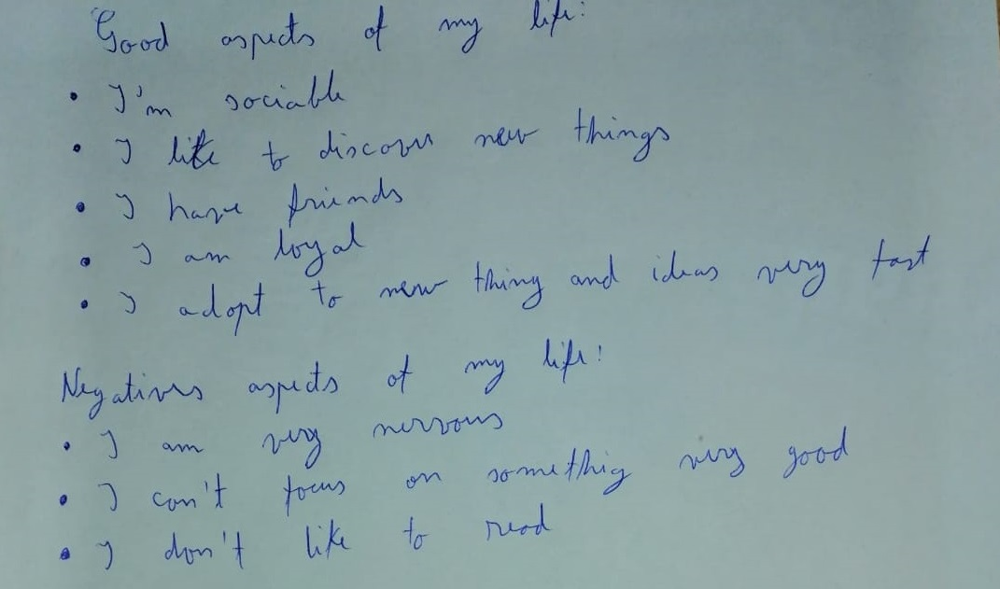 Good aspects of my life:
• I'm sociable
• I like to discover new things
• I have friends
• I am loyal
• I adopt to new thing and ideas very fast
Negatives aspects of my life:
• I am very nervous
• I can't focus on somethig very good
• I don't like to read